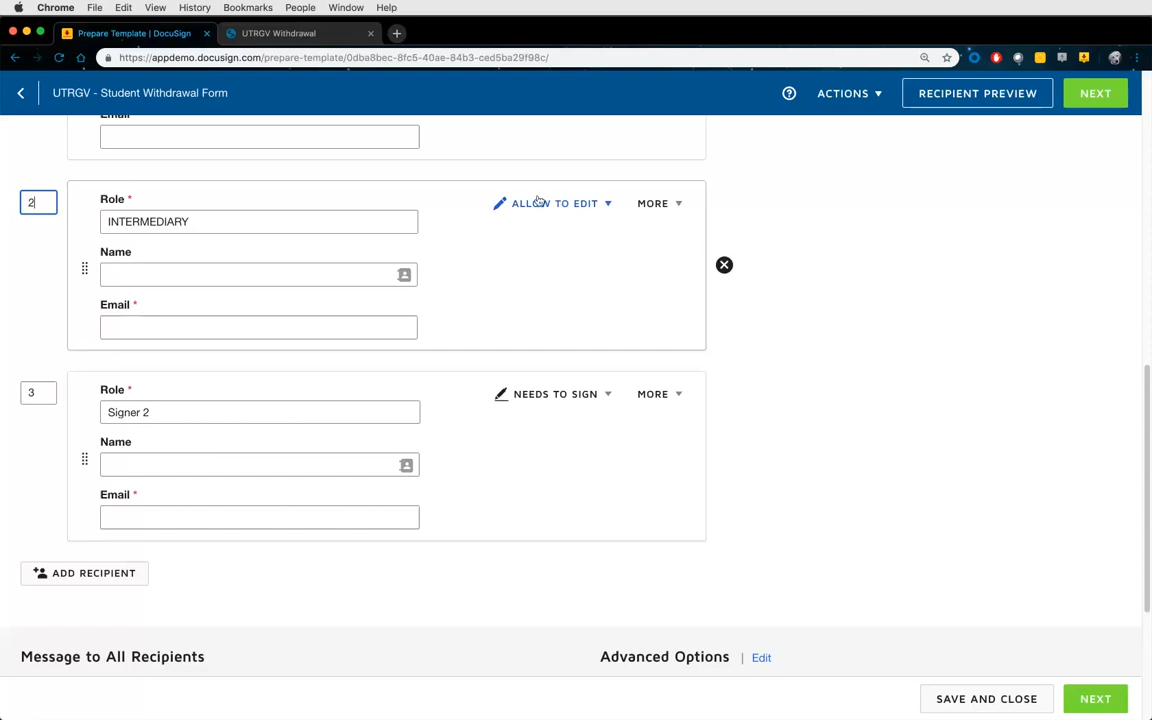 Chrome File Edit View History Bookmarks People Window Help
Prepare Template | DocuSign
UTRGV Withdrawal
https://appdemo.docusign.com/prepare-template/0dba8bec-8fc5-40ae-84b3-ced5ba29f98c/
UTRGV - Student Withdrawal Form
ACTIONS
RECIPIENT PREVIEW
NEXT
Email
2
Role *
ALLOW TO EDIT
MORE
INTERMEDIARY
Name
Email *
3
Role *
NEEDS TO SIGN
MORE
Signer 2
Name
Email *
ADD RECIPIENT
Message to All Recipients
Advanced Options | Edit
SAVE AND CLOSE
NEXT